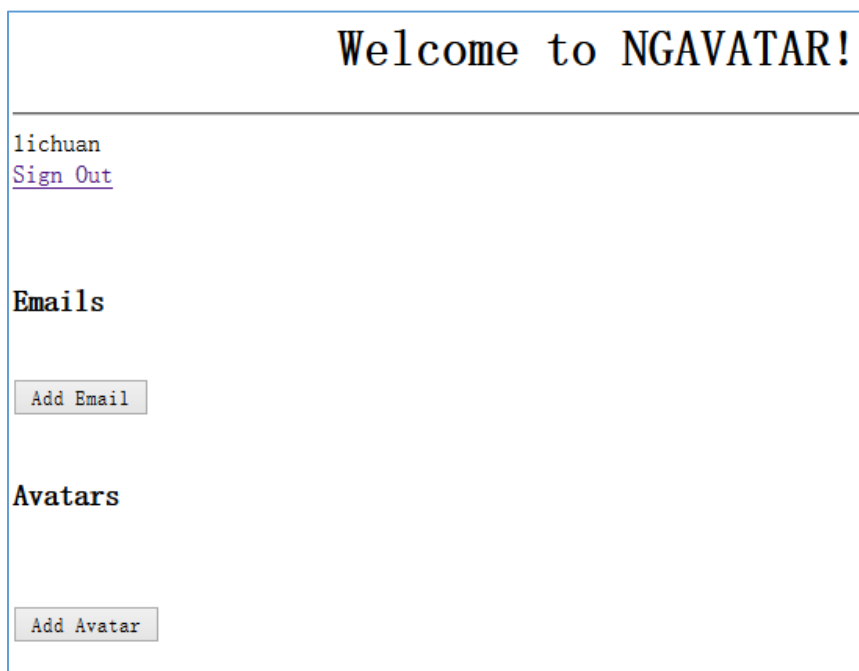 Welcome to NGAVATAR!
lichuan
Sign Out
Emails
Add Email
Avatars
Add Avatar